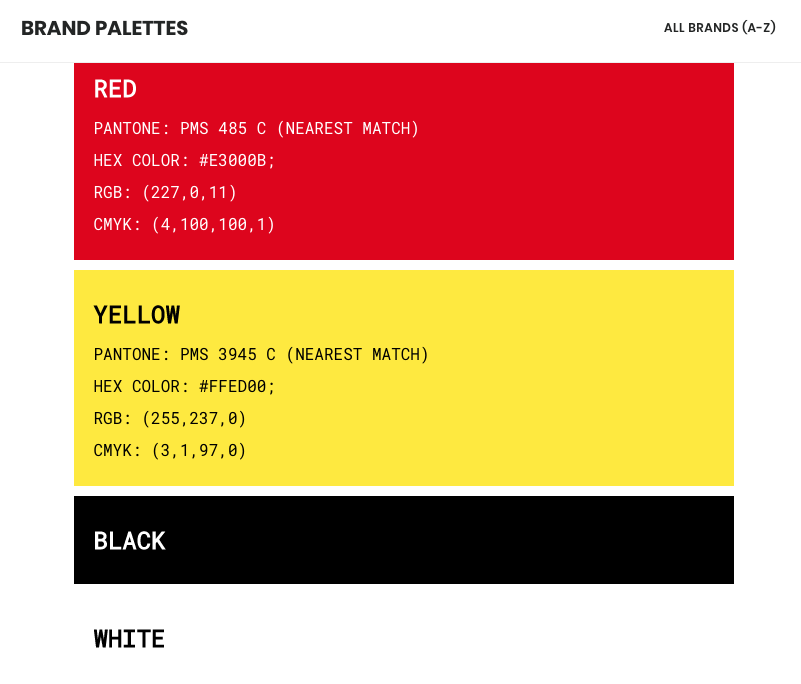 BRAND PALETTES
ALL BRANDS (A-Z)
RED
PANTONE: PMS 485 C (NEAREST MATCH)
HEX COLOR: #E3000B;
RGB: (227,0,11)
CMYK: (4,100,100,1)
YELLOW
PANTONE: PMS 3945 C (NEAREST MATCH)
HEX COLOR: #FFED00;
RGB: (255,237,0)
CMYK: (3,1,97,0)
BLACK
WHITE